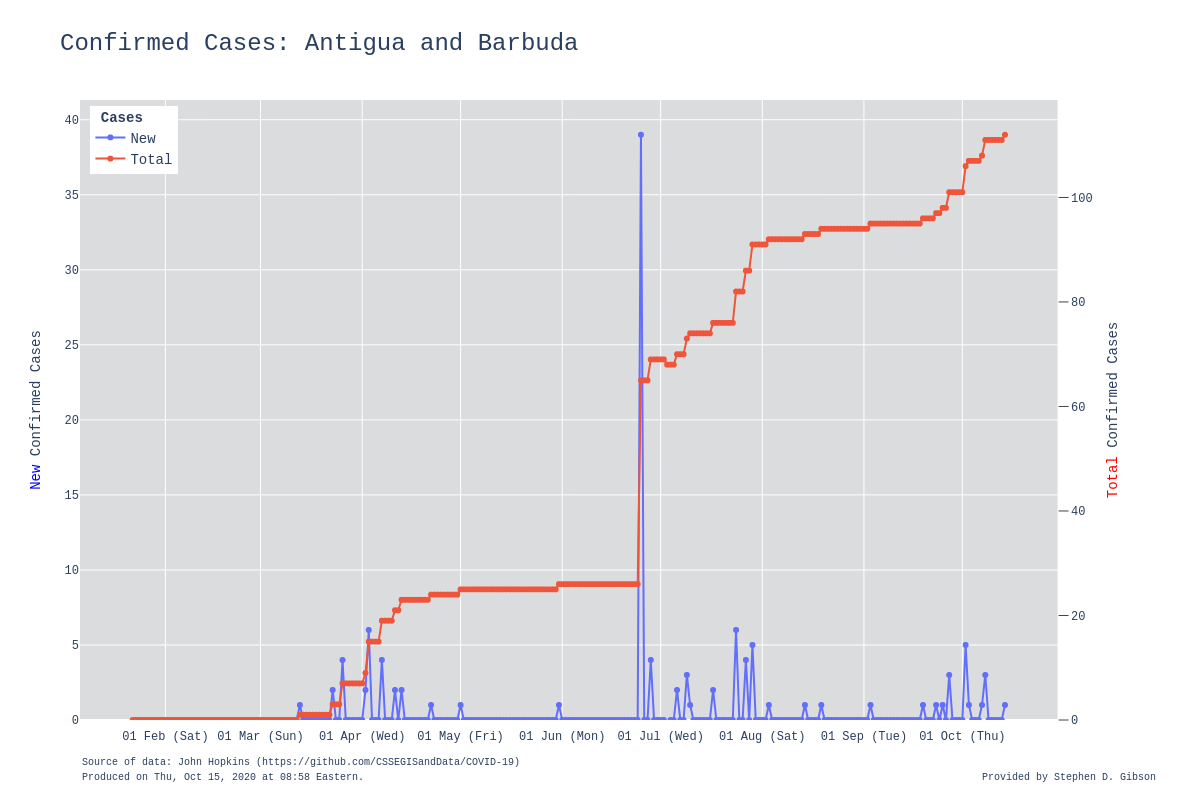 Confirmed Cases: Antigua and Barbuda
Cases
New
Total
40
35
30
25
20
15
10
5
0
New Confirmed Cases
100
80
60
40
20
0
Total Confirmed Cases
01 Feb (Sat) 01 Mar (Sun) 01 Apr (Wed) 01 May (Fri) 01 Jun (Mon) 01 Jul (Wed) 01 Aug (Sat) 01 Sep (Tue) 01 Oct (Thu)
Source of data: John Hopkins (https://github.com/CSSEGISandData/COVID-19)
Produced on Thu, Oct 15, 2020 at 08:58 Eastern.
Provided by Stephen D. Gibson